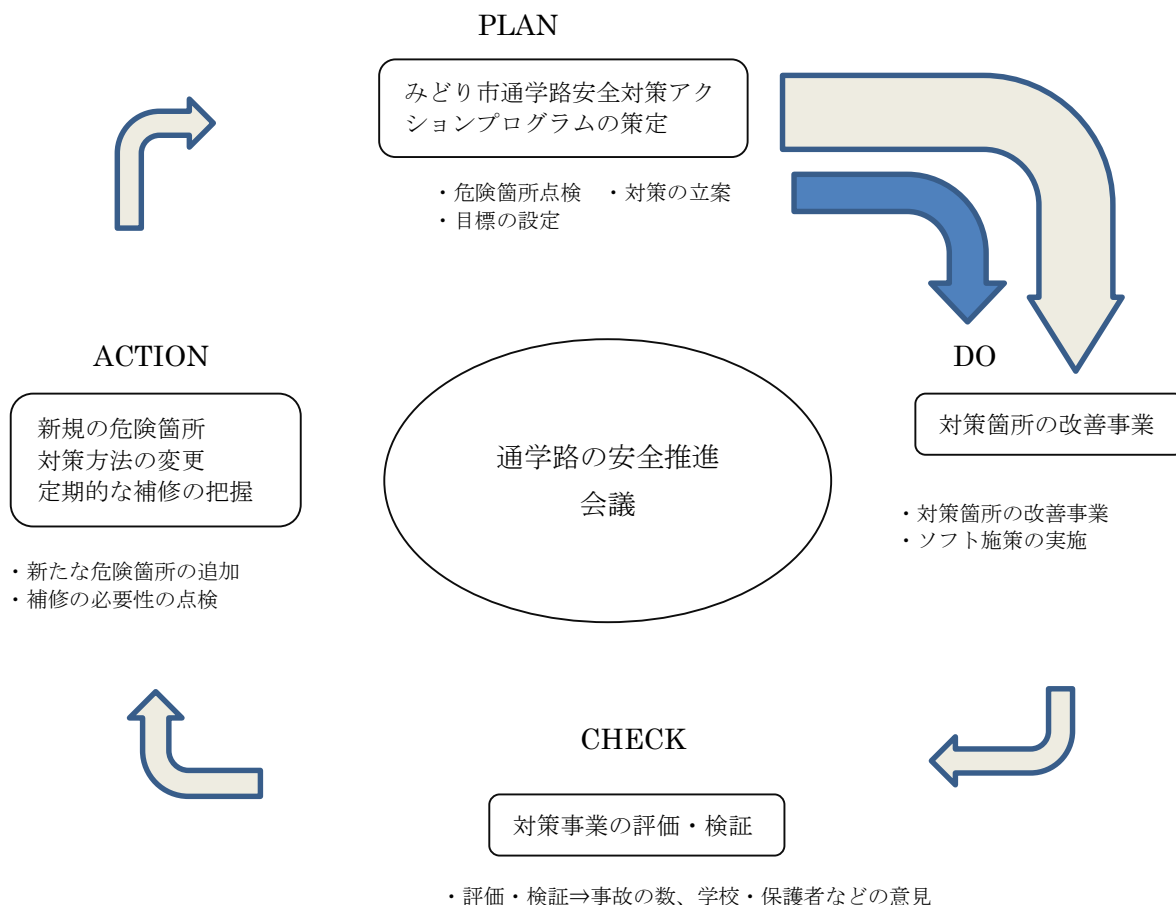 PLAN
みどり市通学路安全対策アク
ションプログラムの策定
・危険箇所点検　・対策の立案
・目標の設定
ACTION
新規の危険箇所
対策方法の変更
定期的な補修の把握
・新たな危険箇所の追加
・補修の必要性の点検
通学路の安全推進
会議
DO
対策箇所の改善事業
・対策箇所の改善事業
・ソフト施策の実施
CHECK
対策事業の評価・検証
・評価・検証⇒事故の数、学校・保護者などの意見